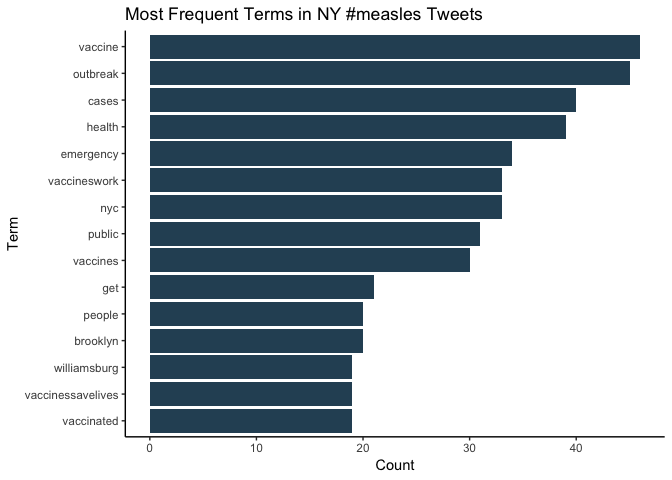 Most Frequent Terms in NY #measles Tweets
Term
vaccine
outbreak
cases
health
emergency
vaccineswork
nyc
public
vaccines
get
people
brooklyn
williamsburg
vaccinessavelives
vaccinated
0 10 20 30 40
Count